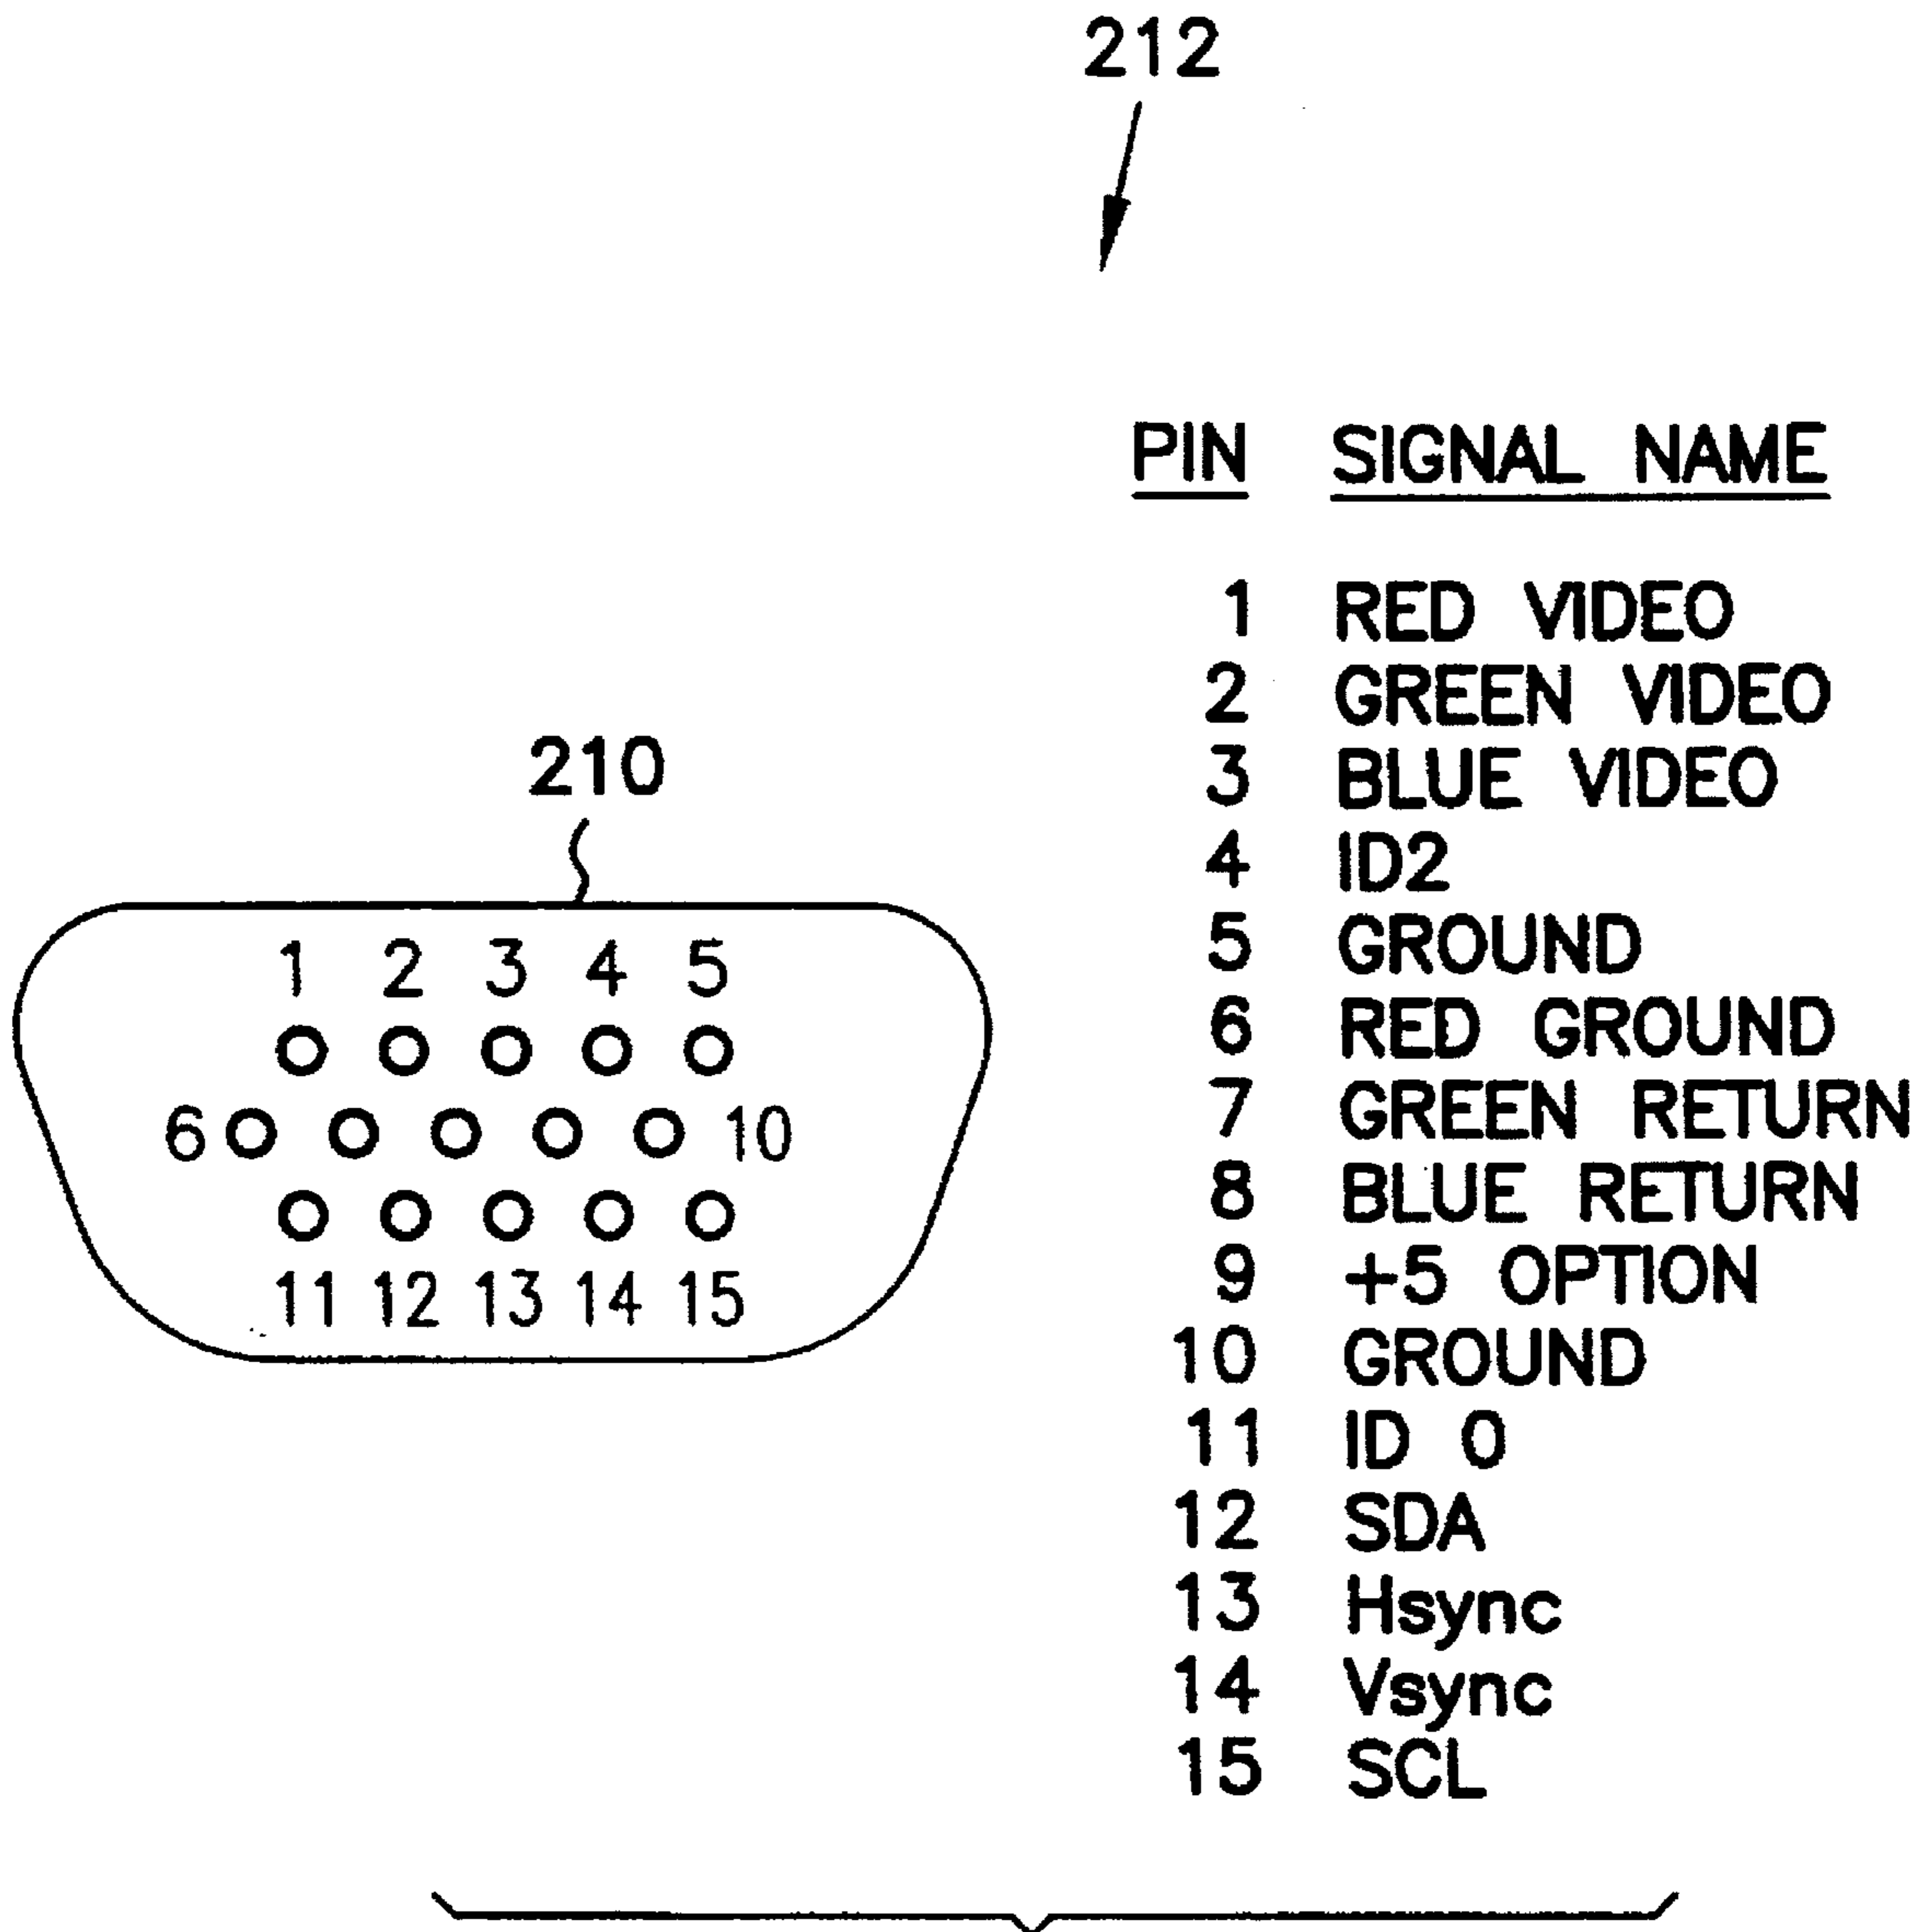 212
PIN SIGNAL NAME
1 RED VIDEO
2 GREEN VIDEO
3 BLUE VIDEO
4 ID2
5 GROUND
6 RED GROUND
7 GREEN RETURN
8 BLUE RETURN
9 +5 OPTION
10 GROUND
11 ID 0
12 SDA
13 Hsync
14 Vsync
15 SCL
210
1 2 3 4 5
6 10
11 12 13 14 15